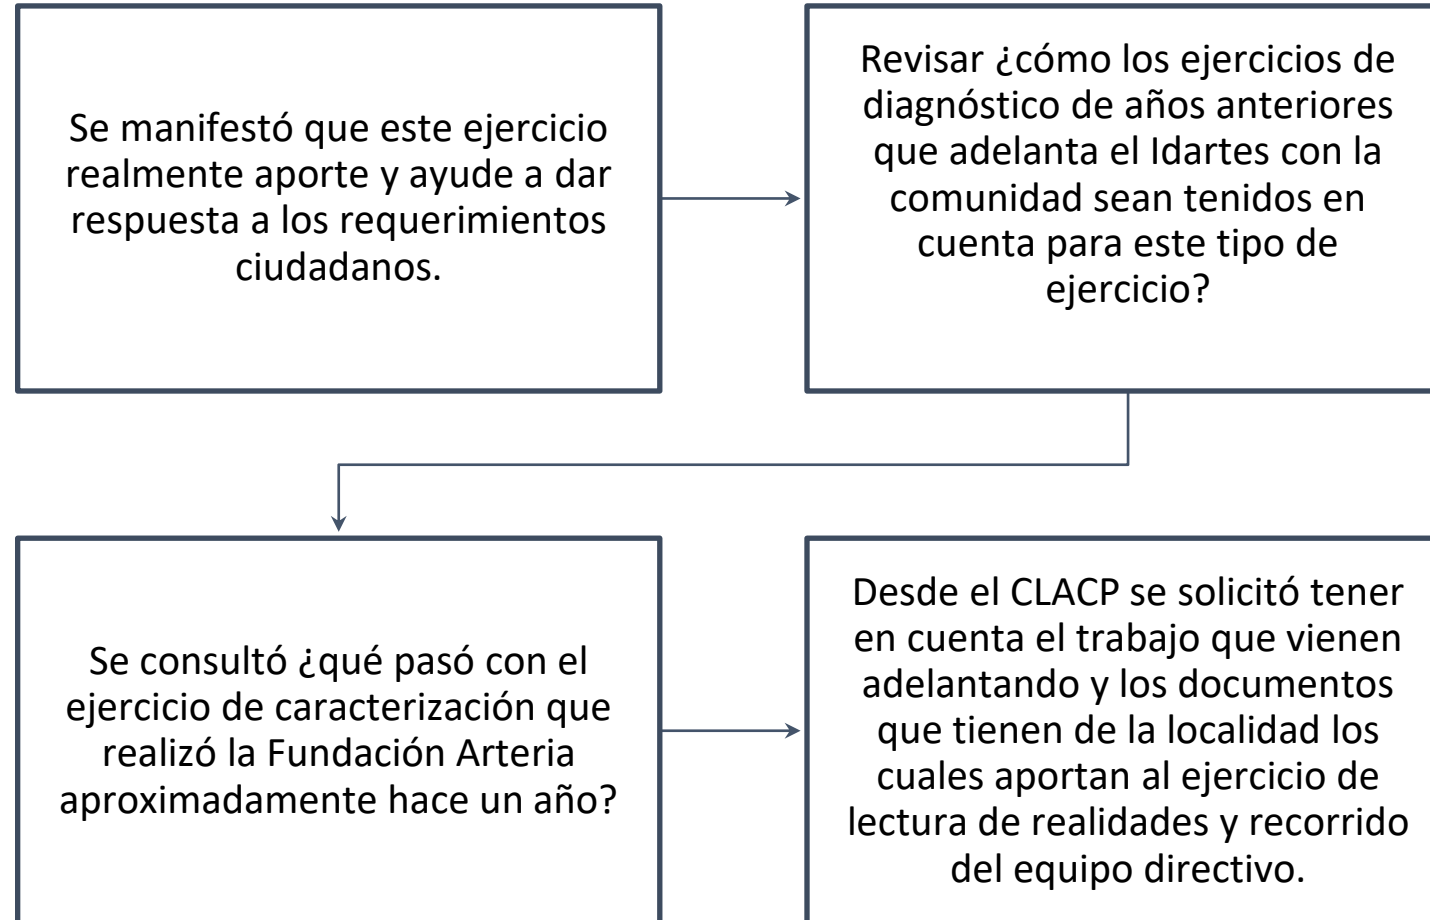 Se manifestó que este ejercicio
realmente aporte y ayude a dar
respuesta a los requerimientos
ciudadanos.
Revisar ¿cómo los ejercicios de
diagnóstico de años anteriores
que adelanta el Idartes con la
comunidad sean tenidos en
cuenta para este tipo de
ejercicio?
Se consultó ¿qué pasó con el
ejercicio de caracterización que
realizó la Fundación Arteria
aproximadamente hace un año?
Desde el CLACP se solicitó tener
en cuenta el trabajo que vienen
adelantando y los documentos
que tienen de la localidad los
cuales aportan al ejercicio de
lectura de realidades y recorrido
del equipo directivo.